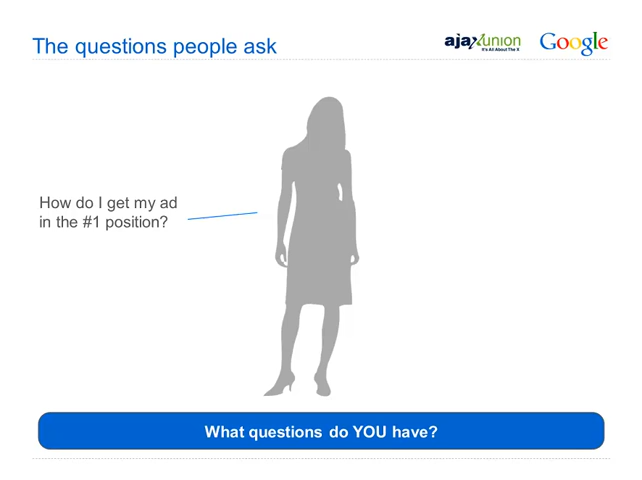 The questions people ask
ajaxunion
It's All About The X
Google
How do I get my ad
in the #1 position?
What questions do YOU have?